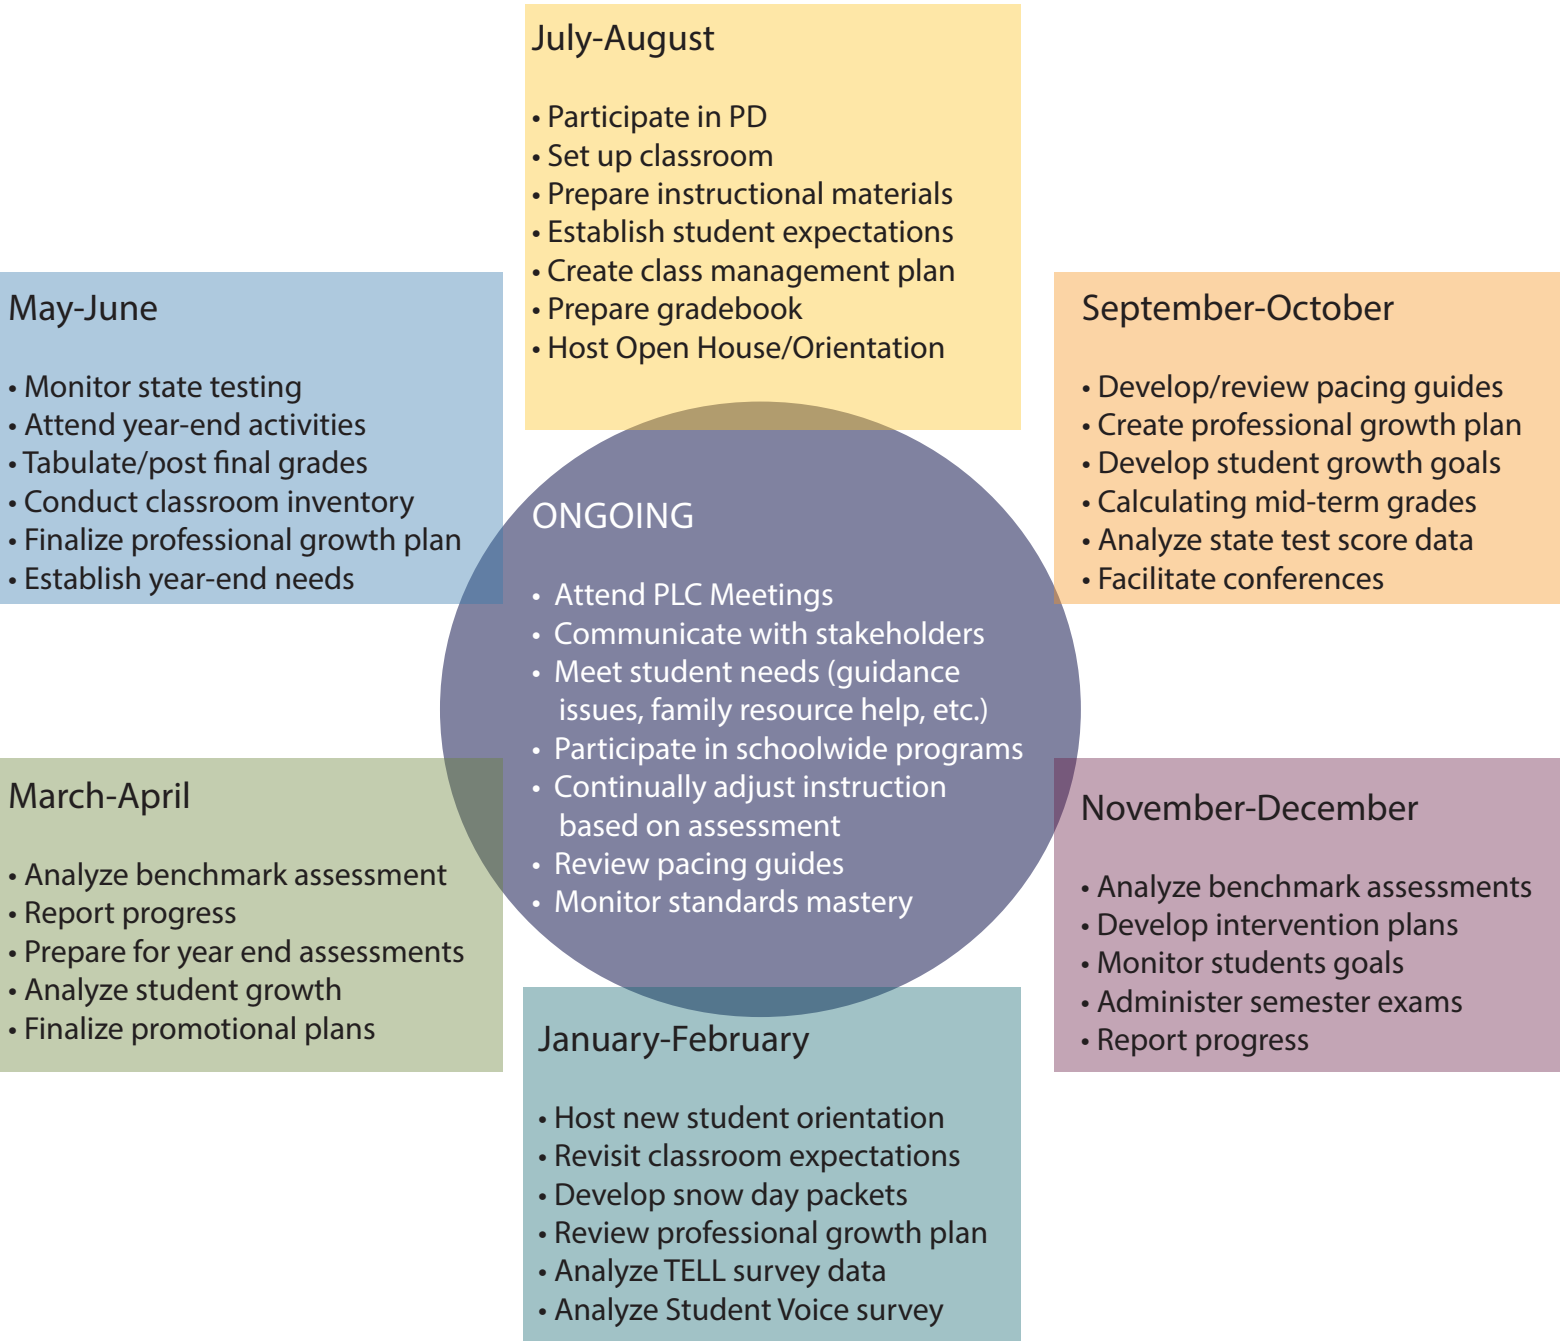 July-August
• Participate in PD
• Set up classroom
• Prepare instructional materials
• Establish student expectations
• Create class management plan
• Prepare gradebook
• Host Open House/Orientation
May-June
• Monitor state testing
• Attend year-end activities
• Tabulate/post final grades
• Conduct classroom inventory
• Finalize professional growth plan
• Establish year-end needs
September-October
• Develop/review pacing guides
• Create professional growth plan
• Develop student growth goals
• Calculating mid-term grades
• Analyze state test score data
• Facilitate conferences
ONGOING
• Attend PLC Meetings
• Communicate with stakeholders
• Meet student needs (guidance
issues, family resource help, etc.)
• Participate in schoolwide programs
• Continually adjust instruction
based on assessment
• Review pacing guides
• Monitor standards mastery
March-April
• Analyze benchmark assessment
• Report progress
• Prepare for year end assessments
• Analyze student growth
• Finalize promotional plans
November-December
• Analyze benchmark assessments
• Develop intervention plans
• Monitor students goals
• Administer semester exams
• Report progress
January-February
• Host new student orientation
• Revisit classroom expectations
• Develop snow day packets
• Review professional growth plan
• Analyze TELL survey data
• Analyze Student Voice survey